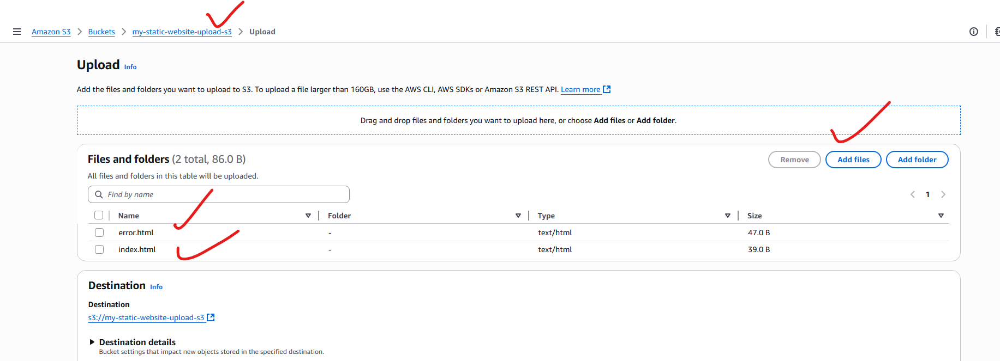 Amazon S3 > Buckets > my-static-website-upload-s3 > Upload
Upload Info
Add the files and folders you want to upload to S3. To upload a file larger than 160GB, use the AWS CLI, AWS SDKs or Amazon S3 REST API. Learn more
Drag and drop files and folders you want to upload here, or choose Add files or Add folder.
Files and folders (2 total, 86.0 B)
Remove Add files Add folder
All files and folders in this table will be uploaded.
Find by name
1
Name Folder Type Size
error.html - text/html 47.0 B
index.html - text/html 39.0 B
Destination Info
Destination
s3://my-static-website-upload-s3
Destination details
Bucket settings that impact new objects stored in the specified destination.